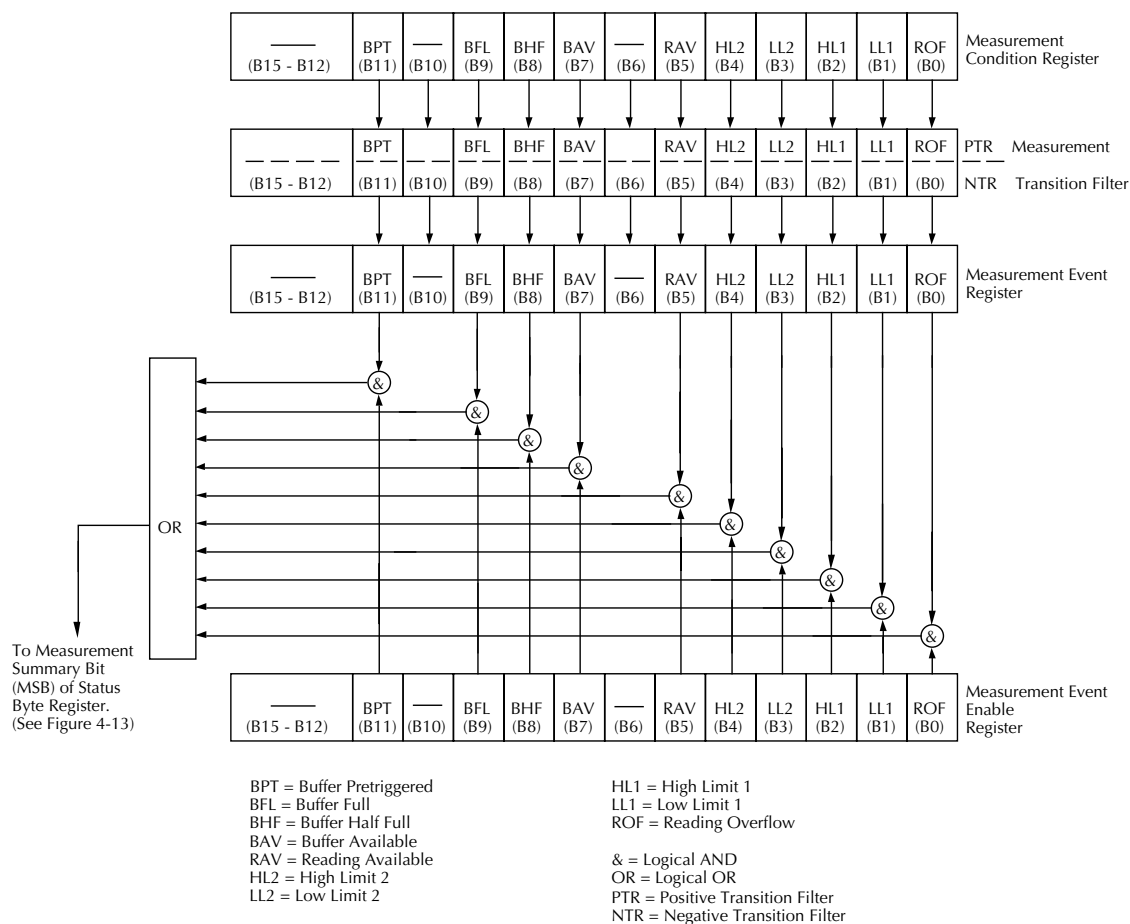 —— BPT — BFL BHF BAV — RAV HL2 LL2 HL1 LL1 ROF
(B15 - B12) (B11) (B10) (B9) (B8) (B7) (B6) (B5) (B4) (B3) (B2) (B1) (B0)
Measurement
Condition Register
BPT BFL BHF BAV RAV HL2 LL2 HL1 LL1 ROF PTR Measurement
(B15 - B12) (B11) (B10) (B9) (B8) (B7) (B6) (B5) (B4) (B3) (B2) (B1) (B0) NTR Transition Filter
—— BPT — BFL BHF BAV — RAV HL2 LL2 HL1 LL1 ROF
(B15 - B12) (B11) (B10) (B9) (B8) (B7) (B6) (B5) (B4) (B3) (B2) (B1) (B0)
Measurement Event
Register
&
&
&
&
&
&
&
&
&
&
OR
To Measurement
Summary Bit
(MSB) of Status
Byte Register.
(See Figure 4-13)
—— BPT — BFL BHF BAV — RAV HL2 LL2 HL1 LL1 ROF
(B15 - B12) (B11) (B10) (B9) (B8) (B7) (B6) (B5) (B4) (B3) (B2) (B1) (B0)
Measurement Event
Enable
Register
BPT = Buffer Pretriggered
BFL = Buffer Full
BHF = Buffer Half Full
BAV = Buffer Available
RAV = Reading Available
HL2 = High Limit 2
LL2 = Low Limit 2
HL1 = High Limit 1
LL1 = Low Limit 1
ROF = Reading Overflow
& = Logical AND
OR = Logical OR
PTR = Positive Transition Filter
NTR = Negative Transition Filter